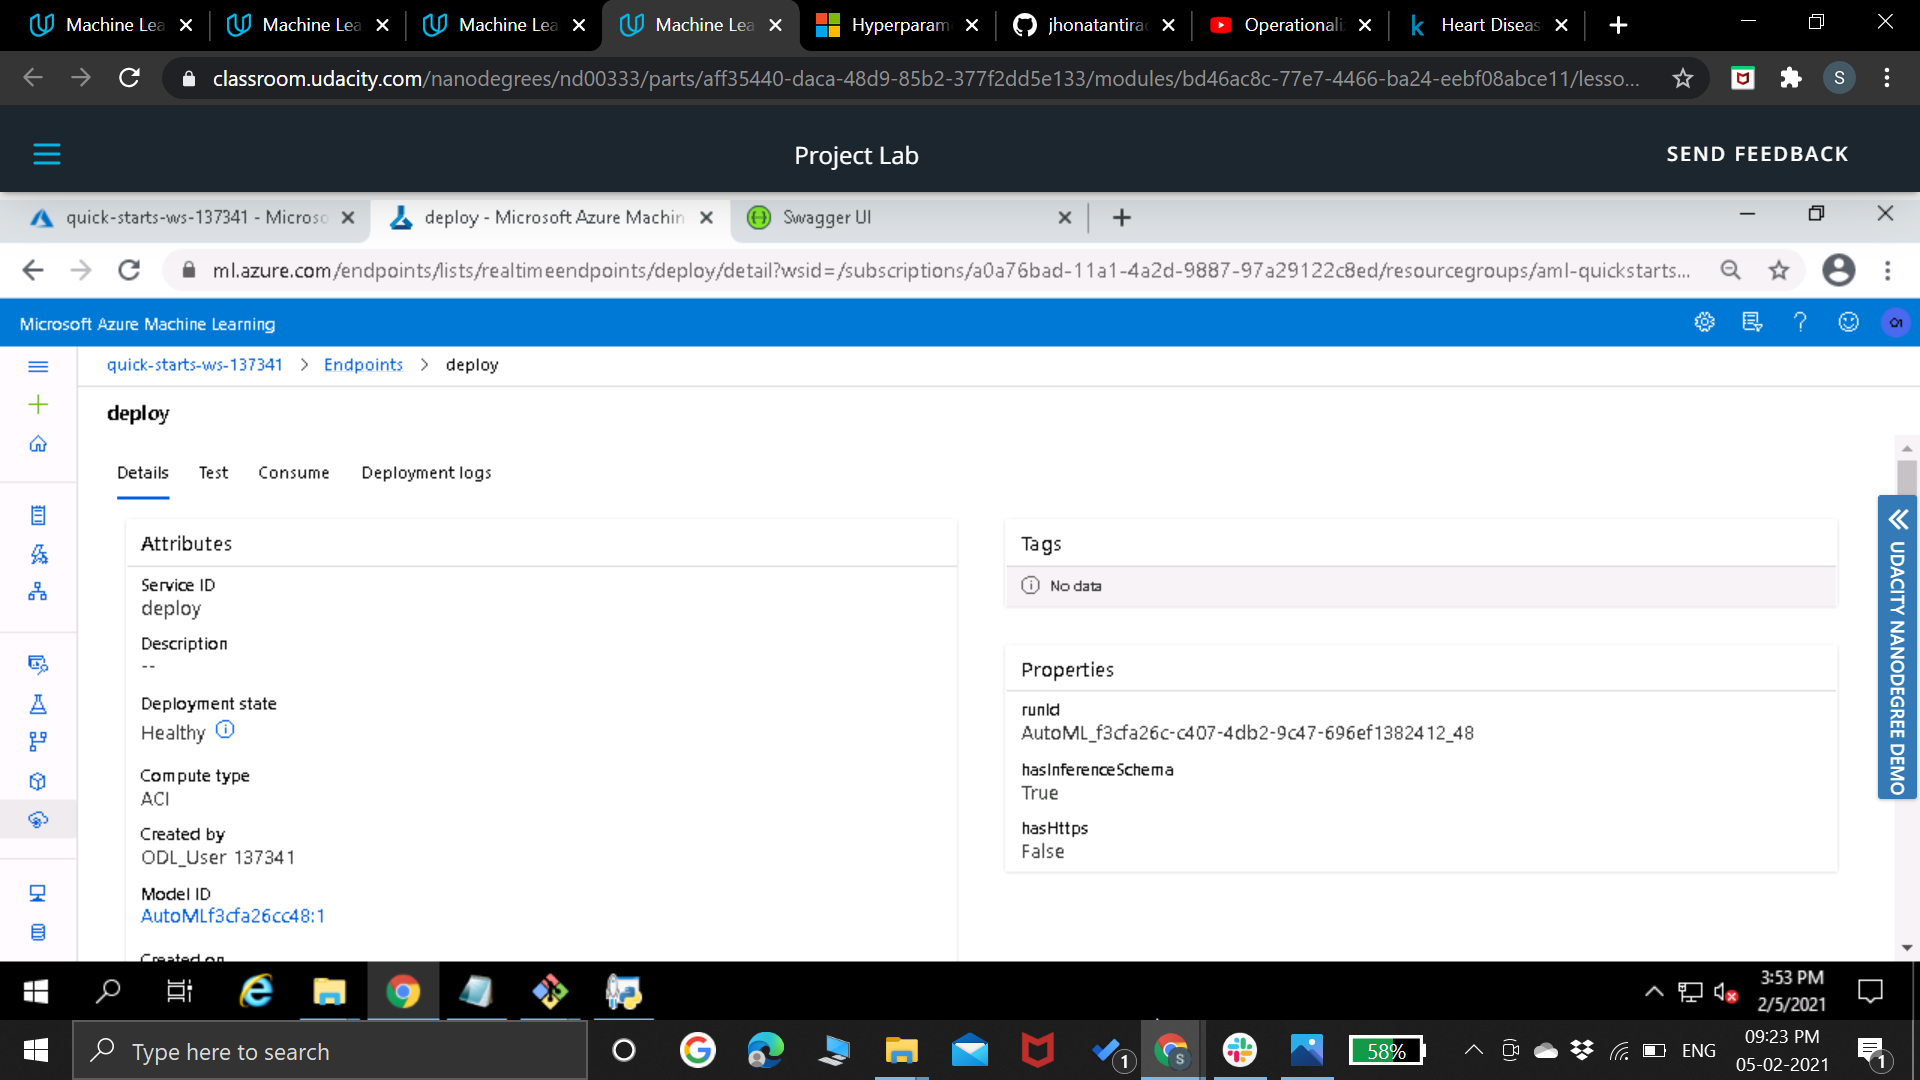 Machine Lea
Machine Lea
Machine Lea
Machine Lea
Hyperparam
jhonatantirac
Operationali
Heart Diseas
classroom.udacity.com/nanodegrees/nd00333/parts/aff35440-daca-48d9-85b2-377f2dd5e133/modules/bd46ac8c-77e7-4466-ba24-eebf08abce11/lesso...
S
Project Lab
SEND FEEDBACK
quick-starts-ws-137341 - Microso
deploy - Microsoft Azure Machin
Swagger UI
ml.azure.com/endpoints/lists/realtimeendpoints/deploy/detail?wsid=/subscriptions/a0a76bad-11a1-4a2d-9887-97a29122c8ed/resourcegroups/aml-quickstarts...
Microsoft Azure Machine Learning
quick-starts-ws-137341 > Endpoints > deploy
deploy
Details
Test
Consume
Deployment logs
Attributes
Service ID
deploy
Description
--
Deployment state
Healthy
Compute type
ACI
Created by
ODL_User 137341
Model ID
AutoMLf3cfa26cc48:1
Created on
Tags
No data
Properties
runId
AutoML_f3cfa26c-c407-4db2-9c47-696ef1382412_48
hasInferenceSchema
True
hasHttps
False
UDACITY NANODEGREE DEMO
3:53 PM
2/5/2021
Type here to search
1
S
58%
ENG
09:23 PM
05-02-2021
1